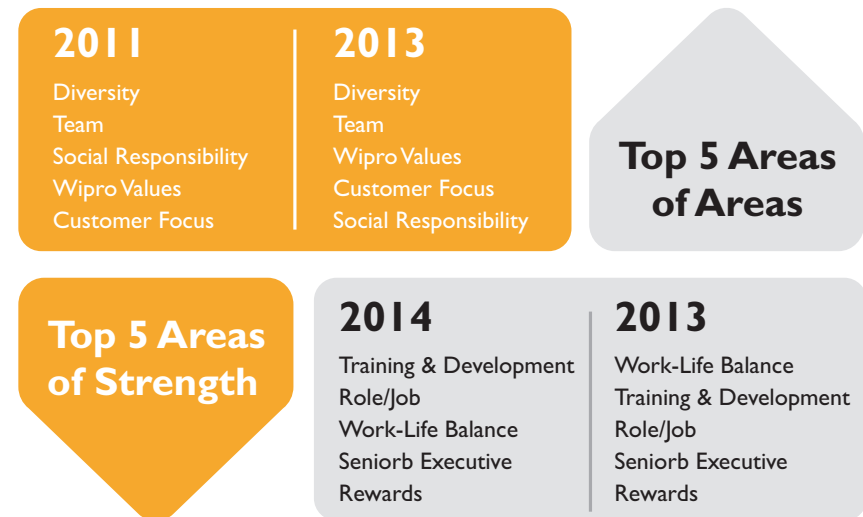 2011
Diversity
Team
Social Responsibility
Wipro Values
Customer Focus
2013
Diversity
Team
Wipro Values
Customer Focus
Social Responsibility
Top 5 Areas
of Areas
Top 5 Areas
of Strength
2014
Training & Development
Role/Job
Work-Life Balance
Seniorb Executive
Rewards
2013
Work-Life Balance
Training & Development
Role/Job
Seniorb Executive
Rewards